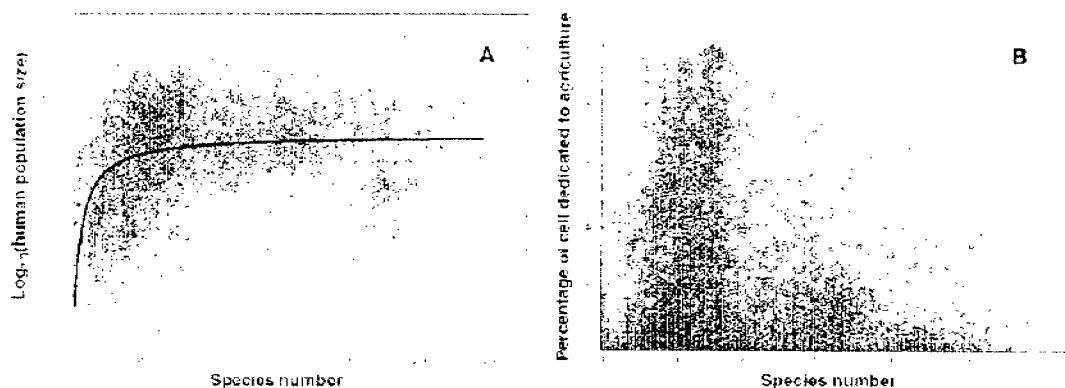 A
B
Log₁₀(human population size)
Percentage of cell dedicated to agriculture
Species number
Species number